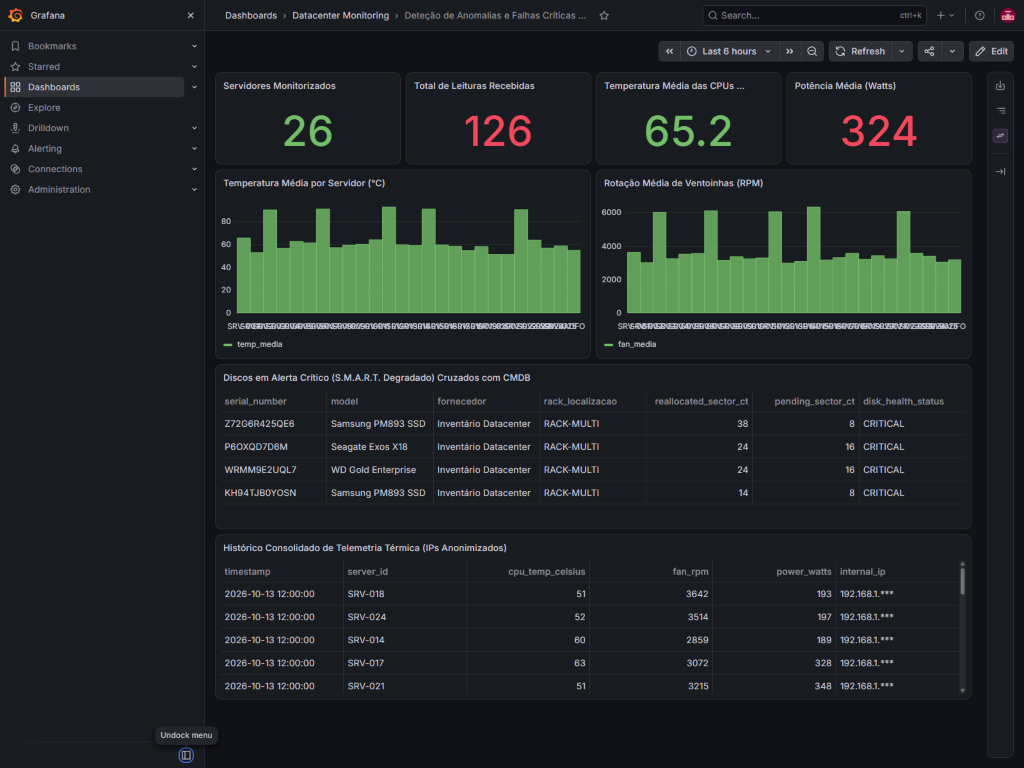 Grafana
Dashboards › Datacenter Monitoring › Deteção de Anomalias e Falhas Críticas ...
Search...
ctrl+k
Bookmarks
Starred
Dashboards
Explore
Drilldown
Alerting
Connections
Administration
Last 6 hours
Refresh
Edit
Servidores Monitorizados
Total de Leituras Recebidas
Temperatura Média das CPUs ...
Potência Média (Watts)
26
126
65.2
324
Temperatura Média por Servidor (°C)
80
60
40
20
0
temp_media
Rotação Média de Ventoinhas (RPM)
6000
4000
2000
0
fan_media
Discos em Alerta Crítico (S.M.A.R.T. Degradado) Cruzados com CMDB
serial_number model fornecedor rack_localizacao reallocated_sector_ct pending_sector_ct disk_health_status
Z72G6R425QE6 Samsung PM893 SSD Inventário Datacenter RACK-MULTI 38 8 CRITICAL
P6OXQD7D6M Seagate Exos X18 Inventário Datacenter RACK-MULTI 24 16 CRITICAL
WRMM9E2UQL7 WD Gold Enterprise Inventário Datacenter RACK-MULTI 24 16 CRITICAL
KH94TJB0YOSN Samsung PM893 SSD Inventário Datacenter RACK-MULTI 14 8 CRITICAL
Histórico Consolidado de Telemetria Térmica (IPs Anonimizados)
timestamp server_id cpu_temp_celsius fan_rpm power_watts internal_ip
2026-10-13 12:00:00 SRV-018 51 3642 193 192.168.1.***
2026-10-13 12:00:00 SRV-024 52 3514 197 192.168.1.***
2026-10-13 12:00:00 SRV-014 60 2859 189 192.168.1.***
2026-10-13 12:00:00 SRV-017 63 3072 328 192.168.1.***
2026-10-13 12:00:00 SRV-021 51 3215 348 192.168.1.***
Undock menu